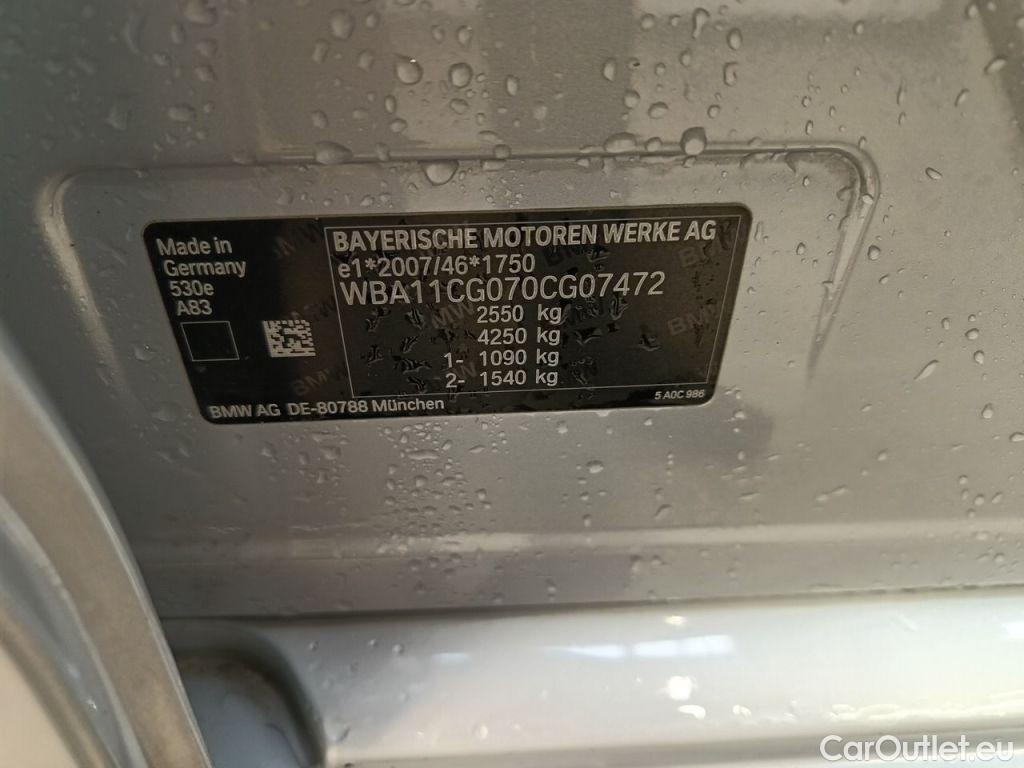 Made in
Germany
530e
A83
BAYERISCHE MOTOREN WERKE AG
e1*2007/46*1750
WBA11CG070CG07472
2550 kg
4250 kg
1- 1090 kg
2- 1540 kg
BMW AG DE-80788 München
5 A0C 986
CarOutlet.eu